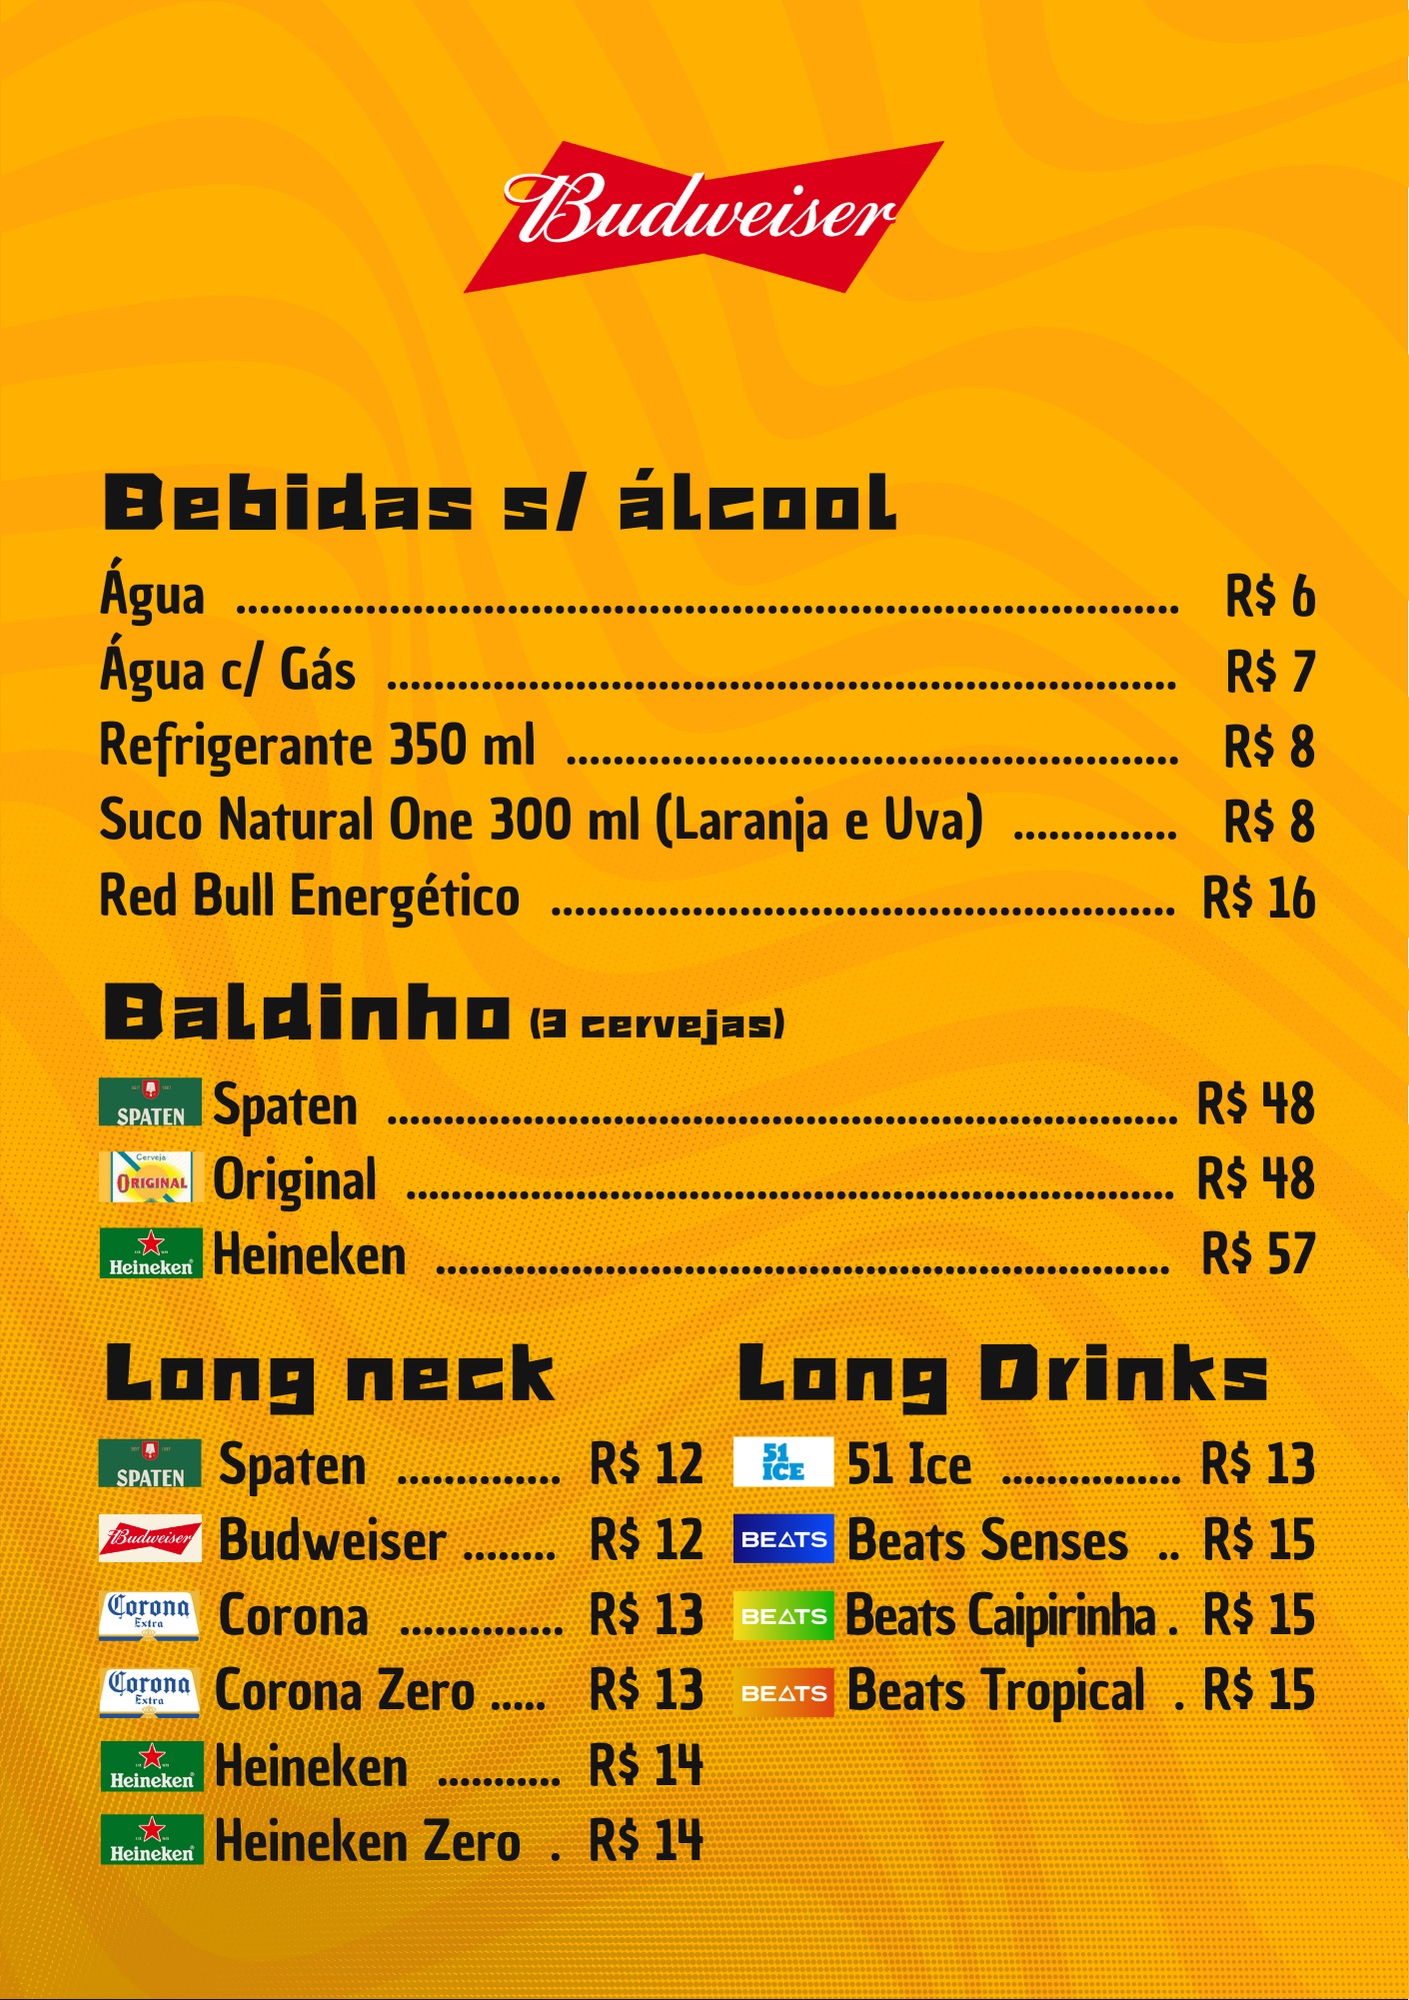 Budweiser
Bebidas s/ álcool
Água ................................................................................ R$ 6
Água c/ Gás ................................................................... R$ 7
Refrigerante 350 ml .................................................... R$ 8
Suco Natural One 300 ml (Laranja e Uva) .............. R$ 8
Red Bull Energético ..................................................... R$ 16
Baldinho (3 cervejas)
SPATEN Spaten ................................................................... R$ 48
Cerveja
ORIGINAL Original ................................................................. R$ 48
Heineken Heineken .............................................................. R$ 57
Long neck
SPATEN Spaten .............. R$ 12
Budweiser Budweiser ........ R$ 12
Corona Extra Corona .............. R$ 13
Corona Extra Corona Zero ..... R$ 13
Heineken Heineken ........... R$ 14
Heineken Heineken Zero . R$ 14
Long Drinks
51 ICE 51 Ice ............... R$ 13
BEATS Beats Senses .. R$ 15
BEATS Beats Caipirinha . R$ 15
BEATS Beats Tropical . R$ 15